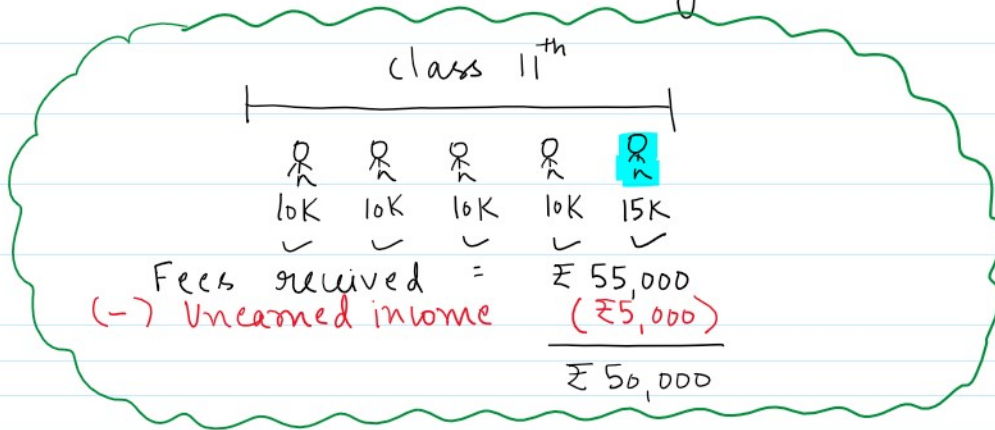 class 11th
10K 10K 10K 10K 15K
Fees received = ₹ 55,000
(-) Unearned income (₹5,000)
₹ 50,000